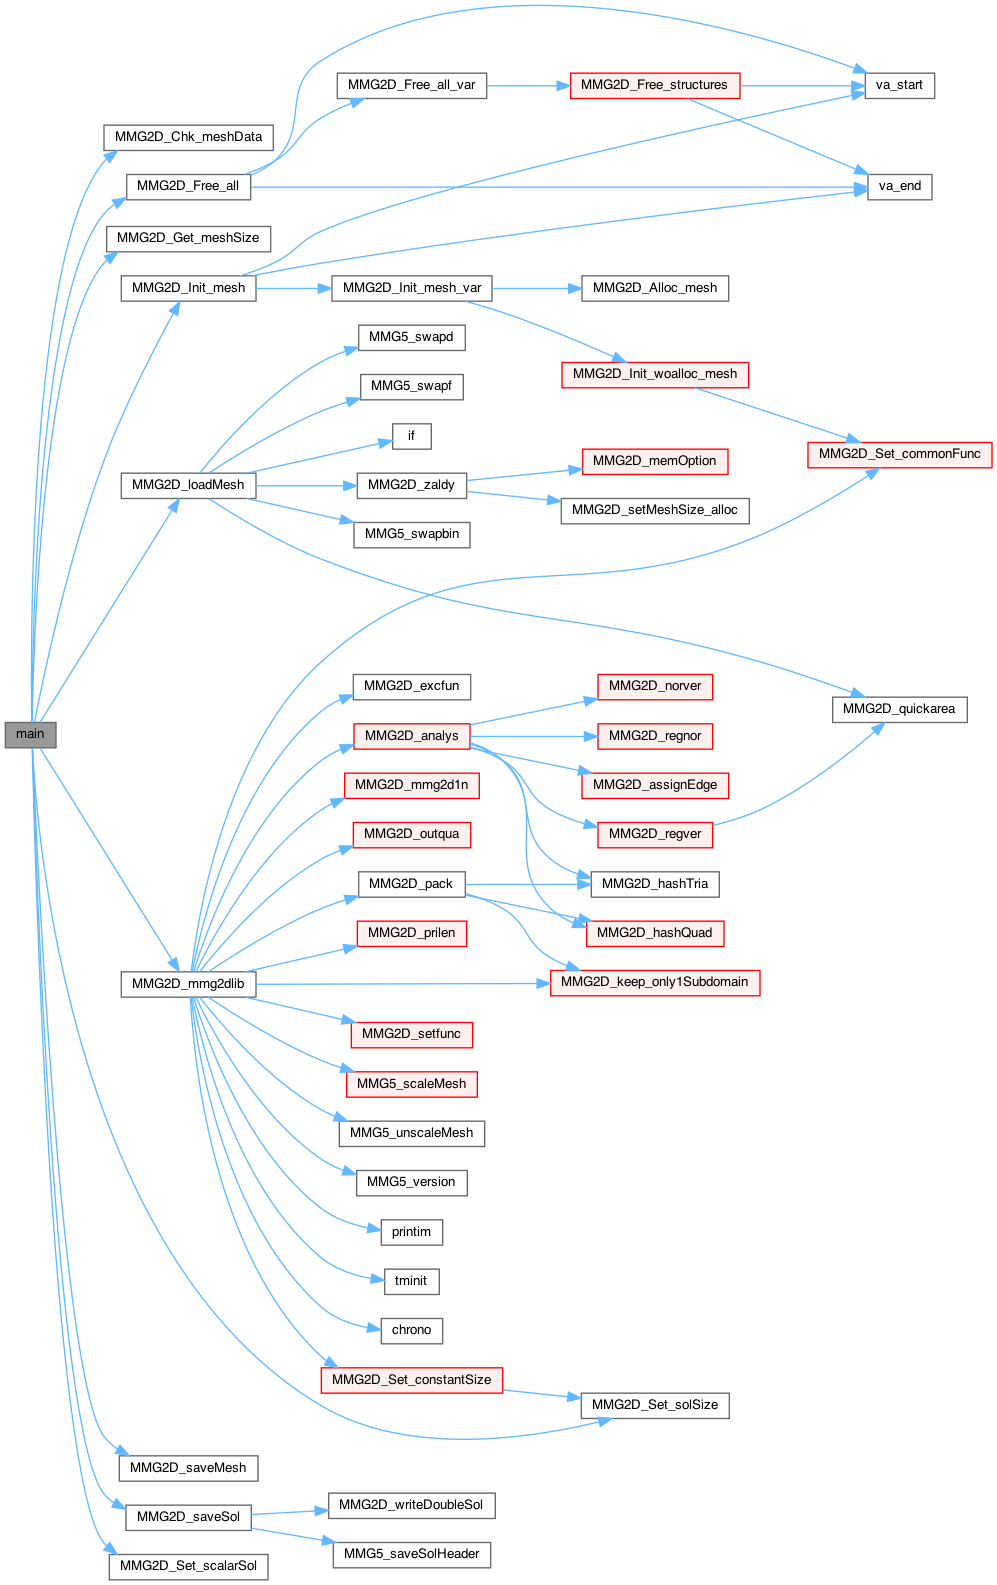 MMG2D_Free_all_var
MMG2D_Free_structures
va_start
MMG2D_Chk_meshData
MMG2D_Free_all
va_end
MMG2D_Get_meshSize
MMG2D_Init_mesh
MMG2D_Init_mesh_var
MMG2D_Alloc_mesh
MMG5_swapd
MMG2D_Init_woalloc_mesh
MMG5_swapf
if
MMG2D_Set_commonFunc
MMG2D_memOption
MMG2D_loadMesh
MMG2D_zaldy
MMG2D_setMeshSize_alloc
MMG5_swapbin
MMG2D_excfun
MMG2D_norver
MMG2D_quickarea
main
MMG2D_analys
MMG2D_regnor
MMG2D_mmg2d1n
MMG2D_assignEdge
MMG2D_outqua
MMG2D_regver
MMG2D_pack
MMG2D_hashTria
MMG2D_prilen
MMG2D_hashQuad
MMG2D_mmg2dlib
MMG2D_keep_only1Subdomain
MMG2D_setfunc
MMG5_scaleMesh
MMG5_unscaleMesh
MMG5_version
printim
tminit
chrono
MMG2D_Set_constantSize
MMG2D_Set_solSize
MMG2D_saveMesh
MMG2D_writeDoubleSol
MMG2D_saveSol
MMG5_saveSolHeader
MMG2D_Set_scalarSol